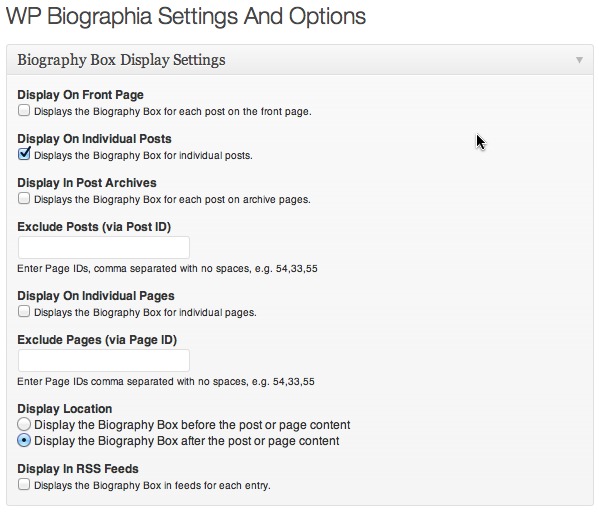 WP Biographia Settings And Options
Biography Box Display Settings
Display On Front Page
Displays the Biography Box for each post on the front page.
Display On Individual Posts
Displays the Biography Box for individual posts.
Display In Post Archives
Displays the Biography Box for each post on archive pages.
Exclude Posts (via Post ID)
Enter Page IDs, comma separated with no spaces, e.g. 54,33,55
Display On Individual Pages
Displays the Biography Box for individual pages.
Exclude Pages (via Page ID)
Enter Page IDs comma separated with no spaces, e.g. 54,33,55
Display Location
Display the Biography Box before the post or page content
Display the Biography Box after the post or page content
Display In RSS Feeds
Displays the Biography Box in feeds for each entry.